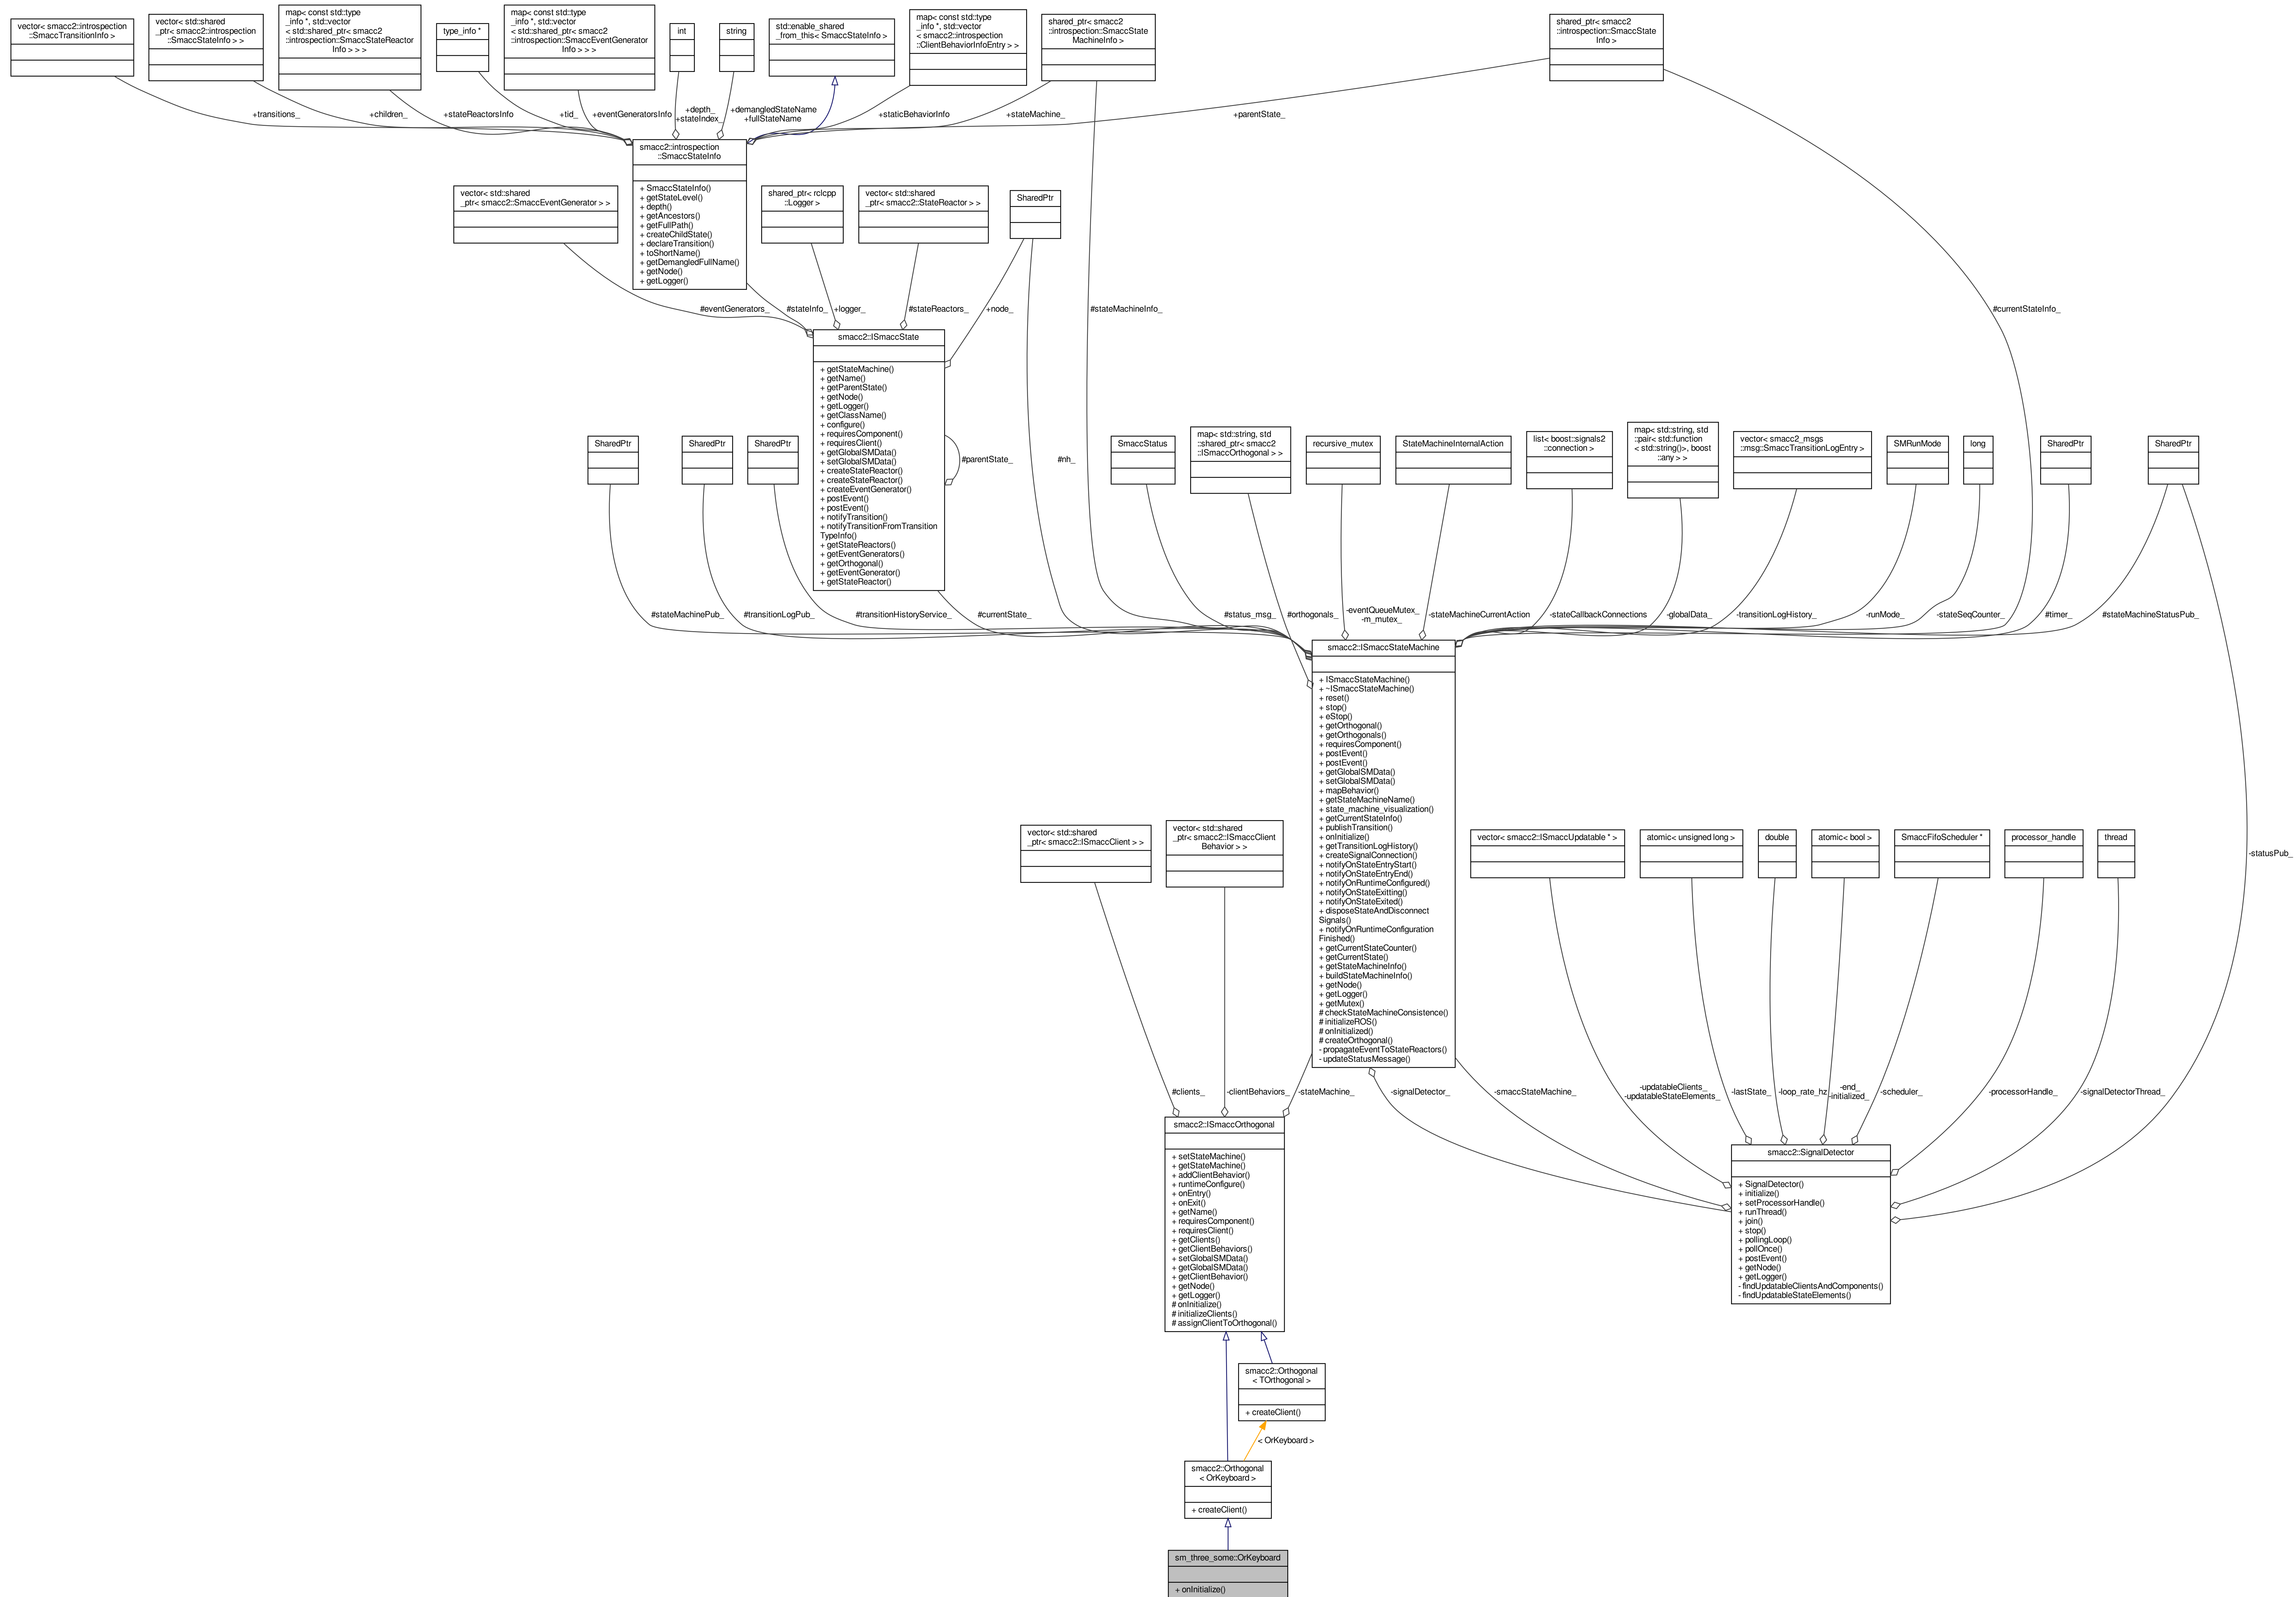 vector< smacc2::introspection
::SmaccTransitionInfo >
vector< std::shared
_ptr< smacc2::introspection
::SmaccStateInfo > >
map< const std::type
_info *, std::vector
< std::shared_ptr< smacc2
::introspection::SmaccStateReactor
Info > > >
type_info *
map< const std::type
_info *, std::vector
< std::shared_ptr< smacc2
::introspection::SmaccEventGenerator
Info > > >
int
string
std::enable_shared
_from_this< SmaccStateInfo >
map< const std::type
_info *, std::vector
< smacc2::introspection
::ClientBehaviorInfoEntry > >
shared_ptr< smacc2
::introspection::SmaccState
MachineInfo >
shared_ptr< smacc2
::introspection::SmaccState
Info >
+transitions_
+children_
+stateReactorsInfo
+tid_
+eventGeneratorsInfo
+depth_
+stateIndex_
+demangledStateName
+fullStateName
+staticBehaviorInfo
+stateMachine_
+parentState_
smacc2::introspection
::SmaccStateInfo
+ SmaccStateInfo()
+ getStateLevel()
+ depth()
+ getAncestors()
+ getFullPath()
+ createChildState()
+ declareTransition()
+ toShortName()
+ getDemangledFullName()
+ getNode()
+ getLogger()
vector< std::shared
_ptr< smacc2::SmaccEventGenerator > >
shared_ptr< rclcpp
::Logger >
vector< std::shared
_ptr< smacc2::StateReactor > >
SharedPtr
#eventGenerators_
#stateInfo_
+logger_
#stateReactors_
+node_
#stateMachineInfo_
#currentStateInfo_
smacc2::ISmaccState
+ getStateMachine()
+ getName()
+ getParentState()
+ getNode()
+ getLogger()
+ getClassName()
+ configure()
+ requiresComponent()
+ requiresClient()
+ getGlobalSMData()
+ setGlobalSMData()
+ createStateReactor()
+ createStateReactor()
+ createEventGenerator()
+ postEvent()
+ postEvent()
+ notifyTransition()
+ notifyTransitionFromTransition
TypeInfo()
+ getStateReactors()
+ getEventGenerators()
+ getOrthogonal()
+ getEventGenerator()
+ getStateReactor()
#parentState_
#nh_
SharedPtr
SharedPtr
SharedPtr
SmaccStatus
map< std::string, std
::shared_ptr< smacc2
::ISmaccOrthogonal > >
recursive_mutex
StateMachineInternalAction
list< boost::signals2
::connection >
map< std::string, std
::pair< std::function
< std::string()>, boost
::any > >
vector< smacc2_msgs
::msg::SmaccTransitionLogEntry >
SMRunMode
long
SharedPtr
SharedPtr
#stateMachinePub_
#transitionLogPub_
#transitionHistoryService_
#currentState_
#status_msg_
#orthogonals_
-eventQueueMutex_
-m_mutex_
-stateMachineCurrentAction
-stateCallbackConnections
-globalData_
-transitionLogHistory_
-runMode_
-stateSeqCounter_
#timer_
#stateMachineStatusPub_
smacc2::ISmaccStateMachine
+ ISmaccStateMachine()
+ ~ISmaccStateMachine()
+ reset()
+ stop()
+ eStop()
+ getOrthogonal()
+ getOrthogonals()
+ requiresComponent()
+ postEvent()
+ postEvent()
+ getGlobalSMData()
+ setGlobalSMData()
+ mapBehavior()
+ getStateMachineName()
+ state_machine_visualization()
+ getCurrentStateInfo()
+ publishTransition()
+ onInitialize()
+ getTransitionLogHistory()
+ createSignalConnection()
+ notifyOnStateEntryStart()
+ notifyOnStateEntryEnd()
+ notifyOnRuntimeConfigured()
+ notifyOnStateExitting()
+ notifyOnStateExited()
+ disposeStateAndDisconnect
Signals()
+ notifyOnRuntimeConfiguration
Finished()
+ getCurrentStateCounter()
+ getCurrentState()
+ getStateMachineInfo()
+ buildStateMachineInfo()
+ getNode()
+ getLogger()
+ getMutex()
# checkStateMachineConsistence()
# initializeROS()
# onInitialized()
# createOrthogonal()
- propagateEventToStateReactors()
- updateStatusMessage()
vector< std::shared
_ptr< smacc2::ISmaccClient > >
vector< std::shared
_ptr< smacc2::ISmaccClient
Behavior > >
vector< smacc2::ISmaccUpdatable * >
atomic< unsigned long >
double
atomic< bool >
SmaccFifoScheduler *
processor_handle
thread
-statusPub_
#clients_
-clientBehaviors_
-stateMachine_
-signalDetector_
-smaccStateMachine_
-updatableClients_
-updatableStateElements_
-lastState_
-loop_rate_hz
-end_
-initialized_
-scheduler_
-processorHandle_
-signalDetectorThread_
smacc2::ISmaccOrthogonal
+ setStateMachine()
+ getStateMachine()
+ addClientBehavior()
+ runtimeConfigure()
+ onEntry()
+ onExit()
+ getName()
+ requiresComponent()
+ requiresClient()
+ getClients()
+ getClientBehaviors()
+ setGlobalSMData()
+ getGlobalSMData()
+ getClientBehavior()
+ getNode()
+ getLogger()
# onInitialize()
# initializeClients()
# assignClientToOrthogonal()
smacc2::SignalDetector
+ SignalDetector()
+ initialize()
+ setProcessorHandle()
+ runThread()
+ join()
+ stop()
+ pollingLoop()
+ pollOnce()
+ postEvent()
+ getNode()
+ getLogger()
- findUpdatableClientsAndComponents()
- findUpdatableStateElements()
smacc2::Orthogonal
< TOrthogonal >
+ createClient()
< OrKeyboard >
smacc2::Orthogonal
< OrKeyboard >
+ createClient()
sm_three_some::OrKeyboard
+ onInitialize()